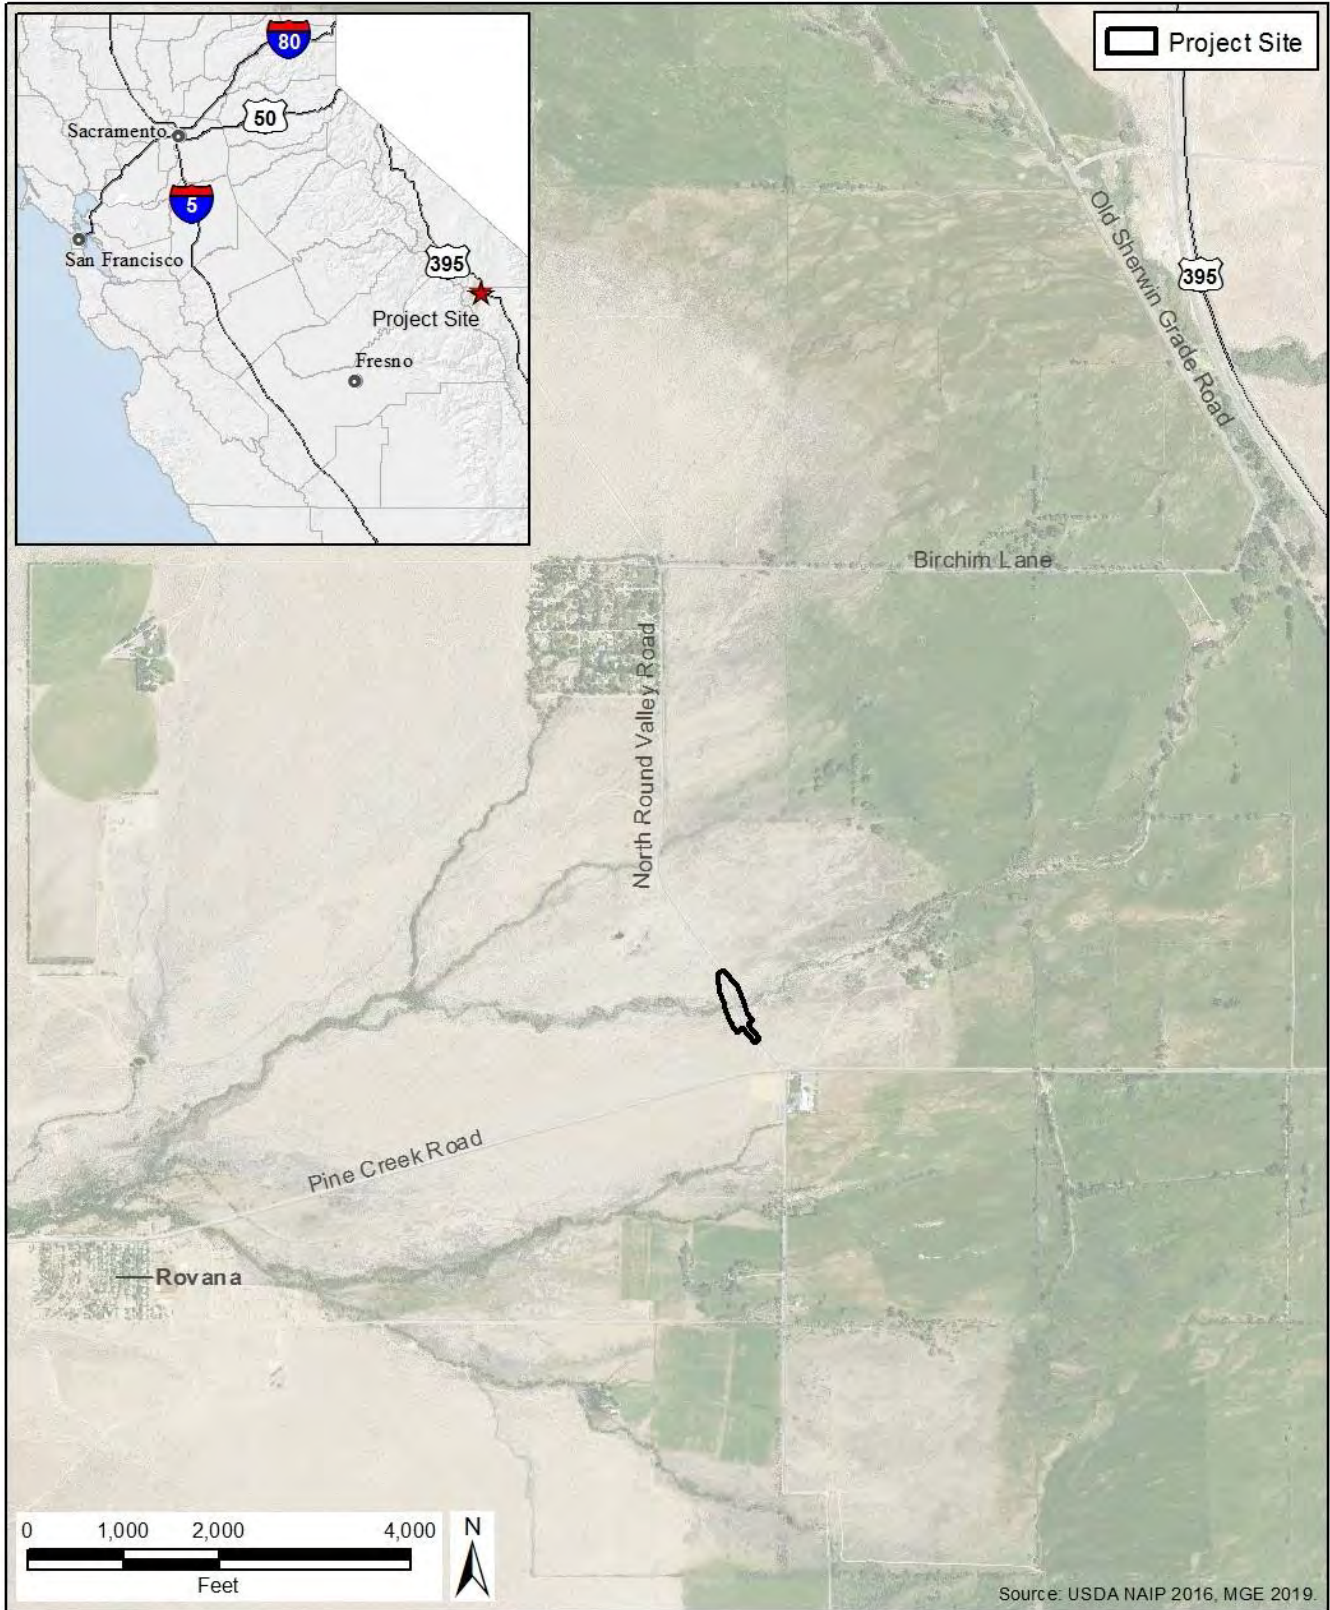 Project Site
80
50
Sacramento
5
San Francisco
395
Project Site
Fresno
Old Sherwin Grade Road
395
Birchim Lane
North Round Valley Road
Pine Creek Road
Rovana
0 1,000 2,000 4,000
Feet
N
Source: USDA NAIP 2016, MGE 2019.